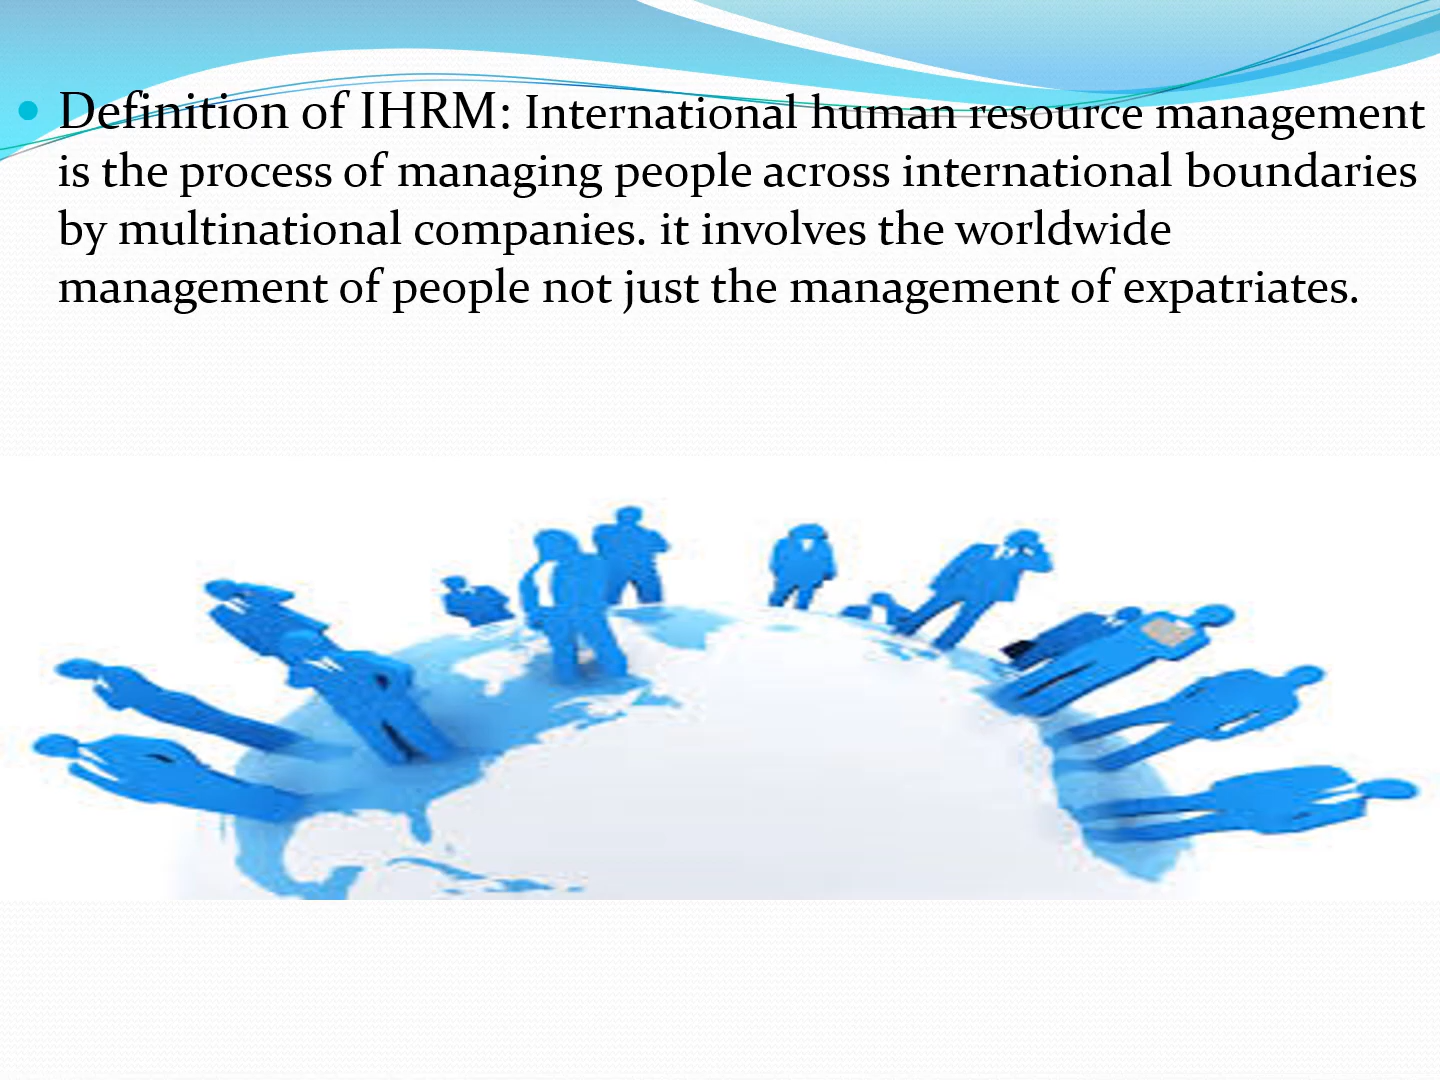 • Definition of IHRM: International human resource management
is the process of managing people across international boundaries
by multinational companies. it involves the worldwide
management of people not just the management of expatriates.